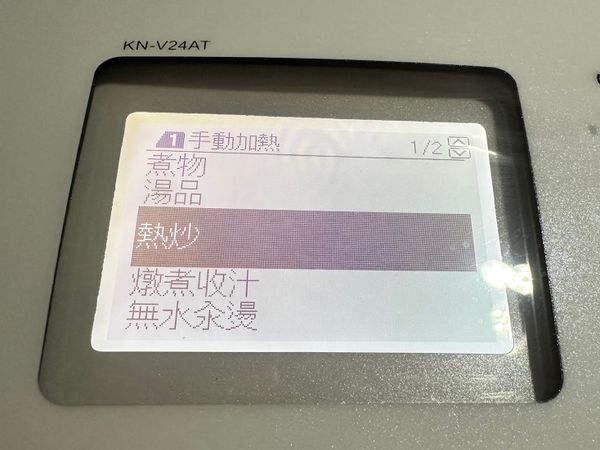 KN-V24AT
1 手動加熱 1/2
煮物
湯品
熱炒
燉煮收汁
無水汆燙